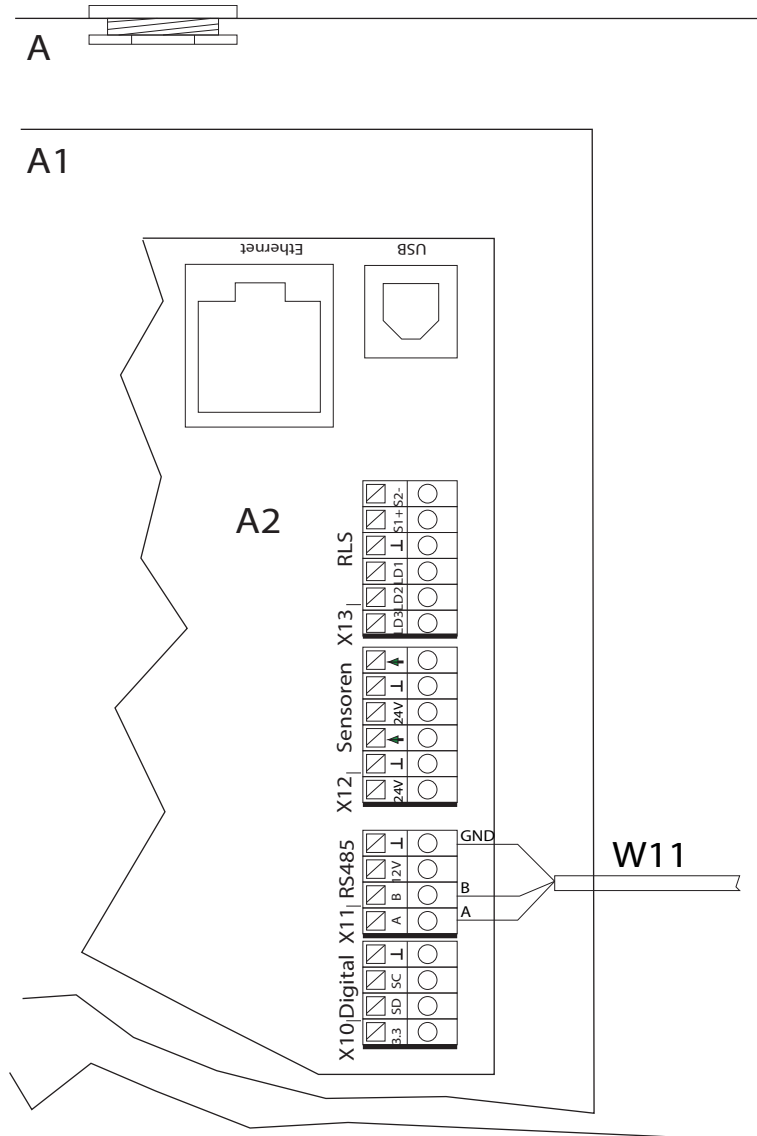 A
A1
Ethernet
USB
A2
RLS
X13
S2-
S1+
⊥
LD1
LD2
LD3
Sensoren
X12
⊥
24V
⊥
24V
RS485
X11
⊥
12V
B
A
GND
B
A
W11
Digital
X10
⊥
SC
SD
3.3